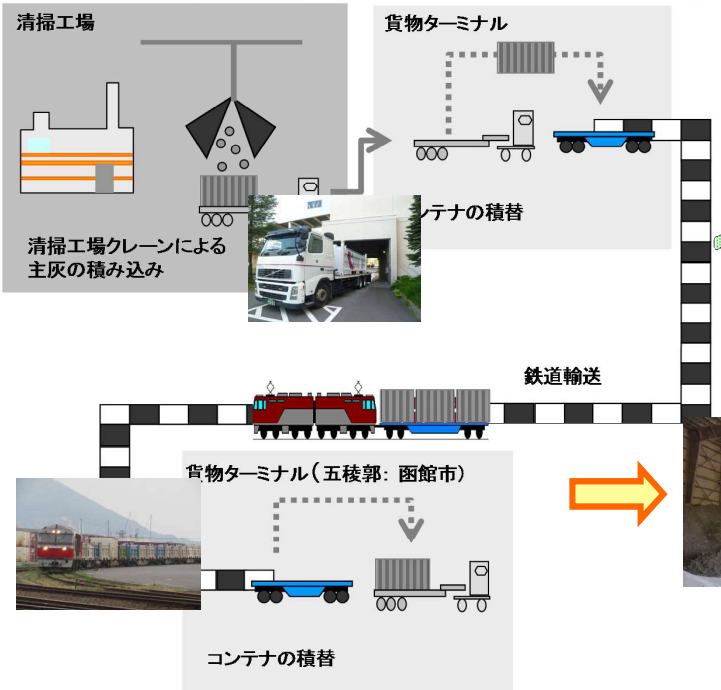 清掃工場
貨物ターミナル
清掃工場クレーンによる
主灰の積み込み
ンテナの積替
鉄道輸送
貨物ターミナル（五稜郭： 函館市）
コンテナの積替